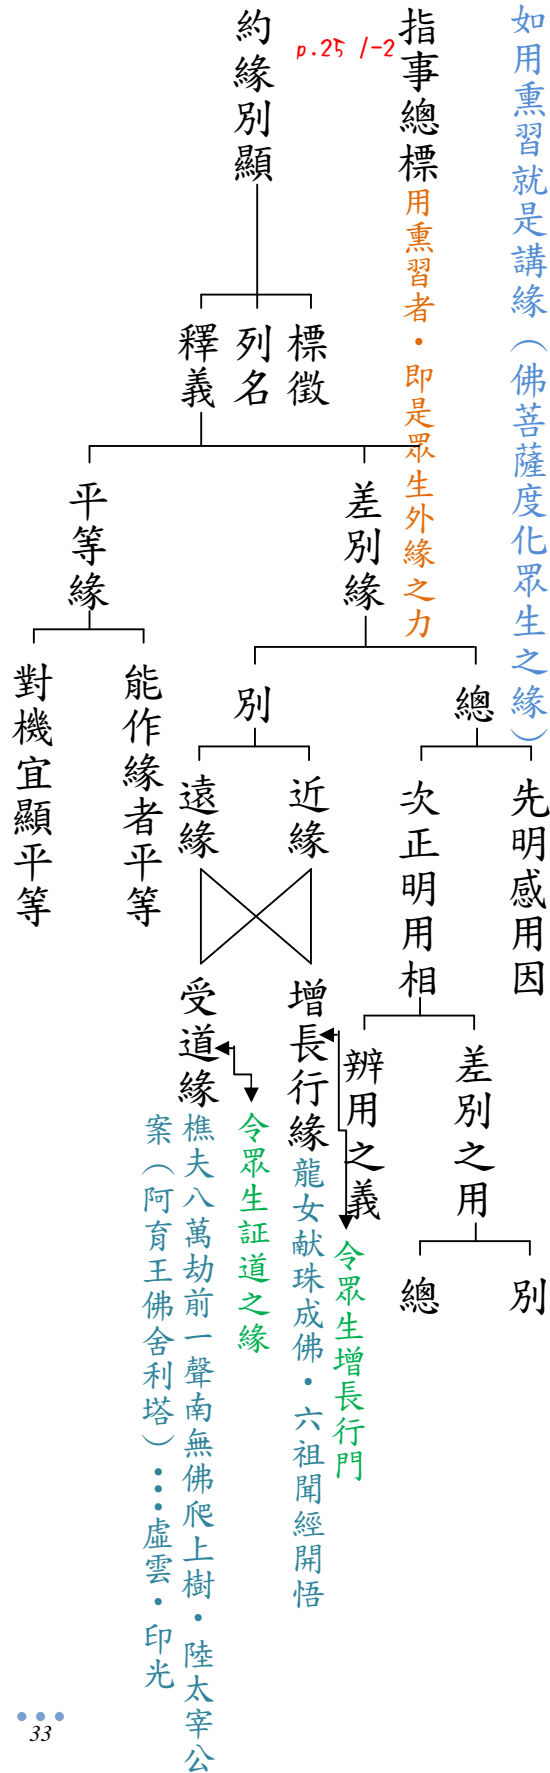 如用熏習就是講緣（佛菩薩度化眾生之緣）
指事總標
用熏習者．即是眾生外緣之力
p.25 /-2
約緣別顯
標徵
列名
釋義
差別緣
平等緣
總
別
能作緣者平等
對機宜顯平等
先明感用因
次正明用相
近緣
遠緣
差別之用
辨用之義
增長行緣
龍女献珠成佛．六祖聞經開悟
令眾生增長行門
受道緣
令眾生証道之緣
樵夫八萬劫前一聲南無佛爬上樹．陸太宰公
案（阿育王佛舍利塔）…虛雲．印光
別
總
33